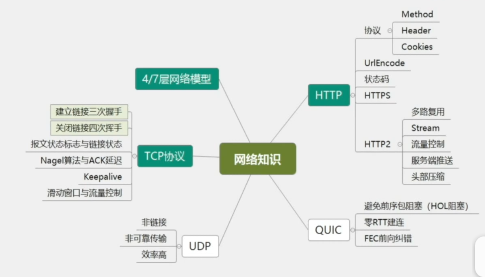 Method
协议
Header
Cookies
4/7层网络模型
HTTP
UrlEncode
状态码
HTTPS
建立链接三次握手
关闭链接四次挥手
报文状态标志与链接状态
TCP协议
Nagel算法与ACK延迟
Keepalive
滑动窗口与流量控制
网络知识
多路复用
Stream
HTTP2
流量控制
服务端推送
头部压缩
非链接
非可靠传输
UDP
效率高
QUIC
避免前序包阻塞（HOL阻塞）
零RTT建连
FEC前向纠错